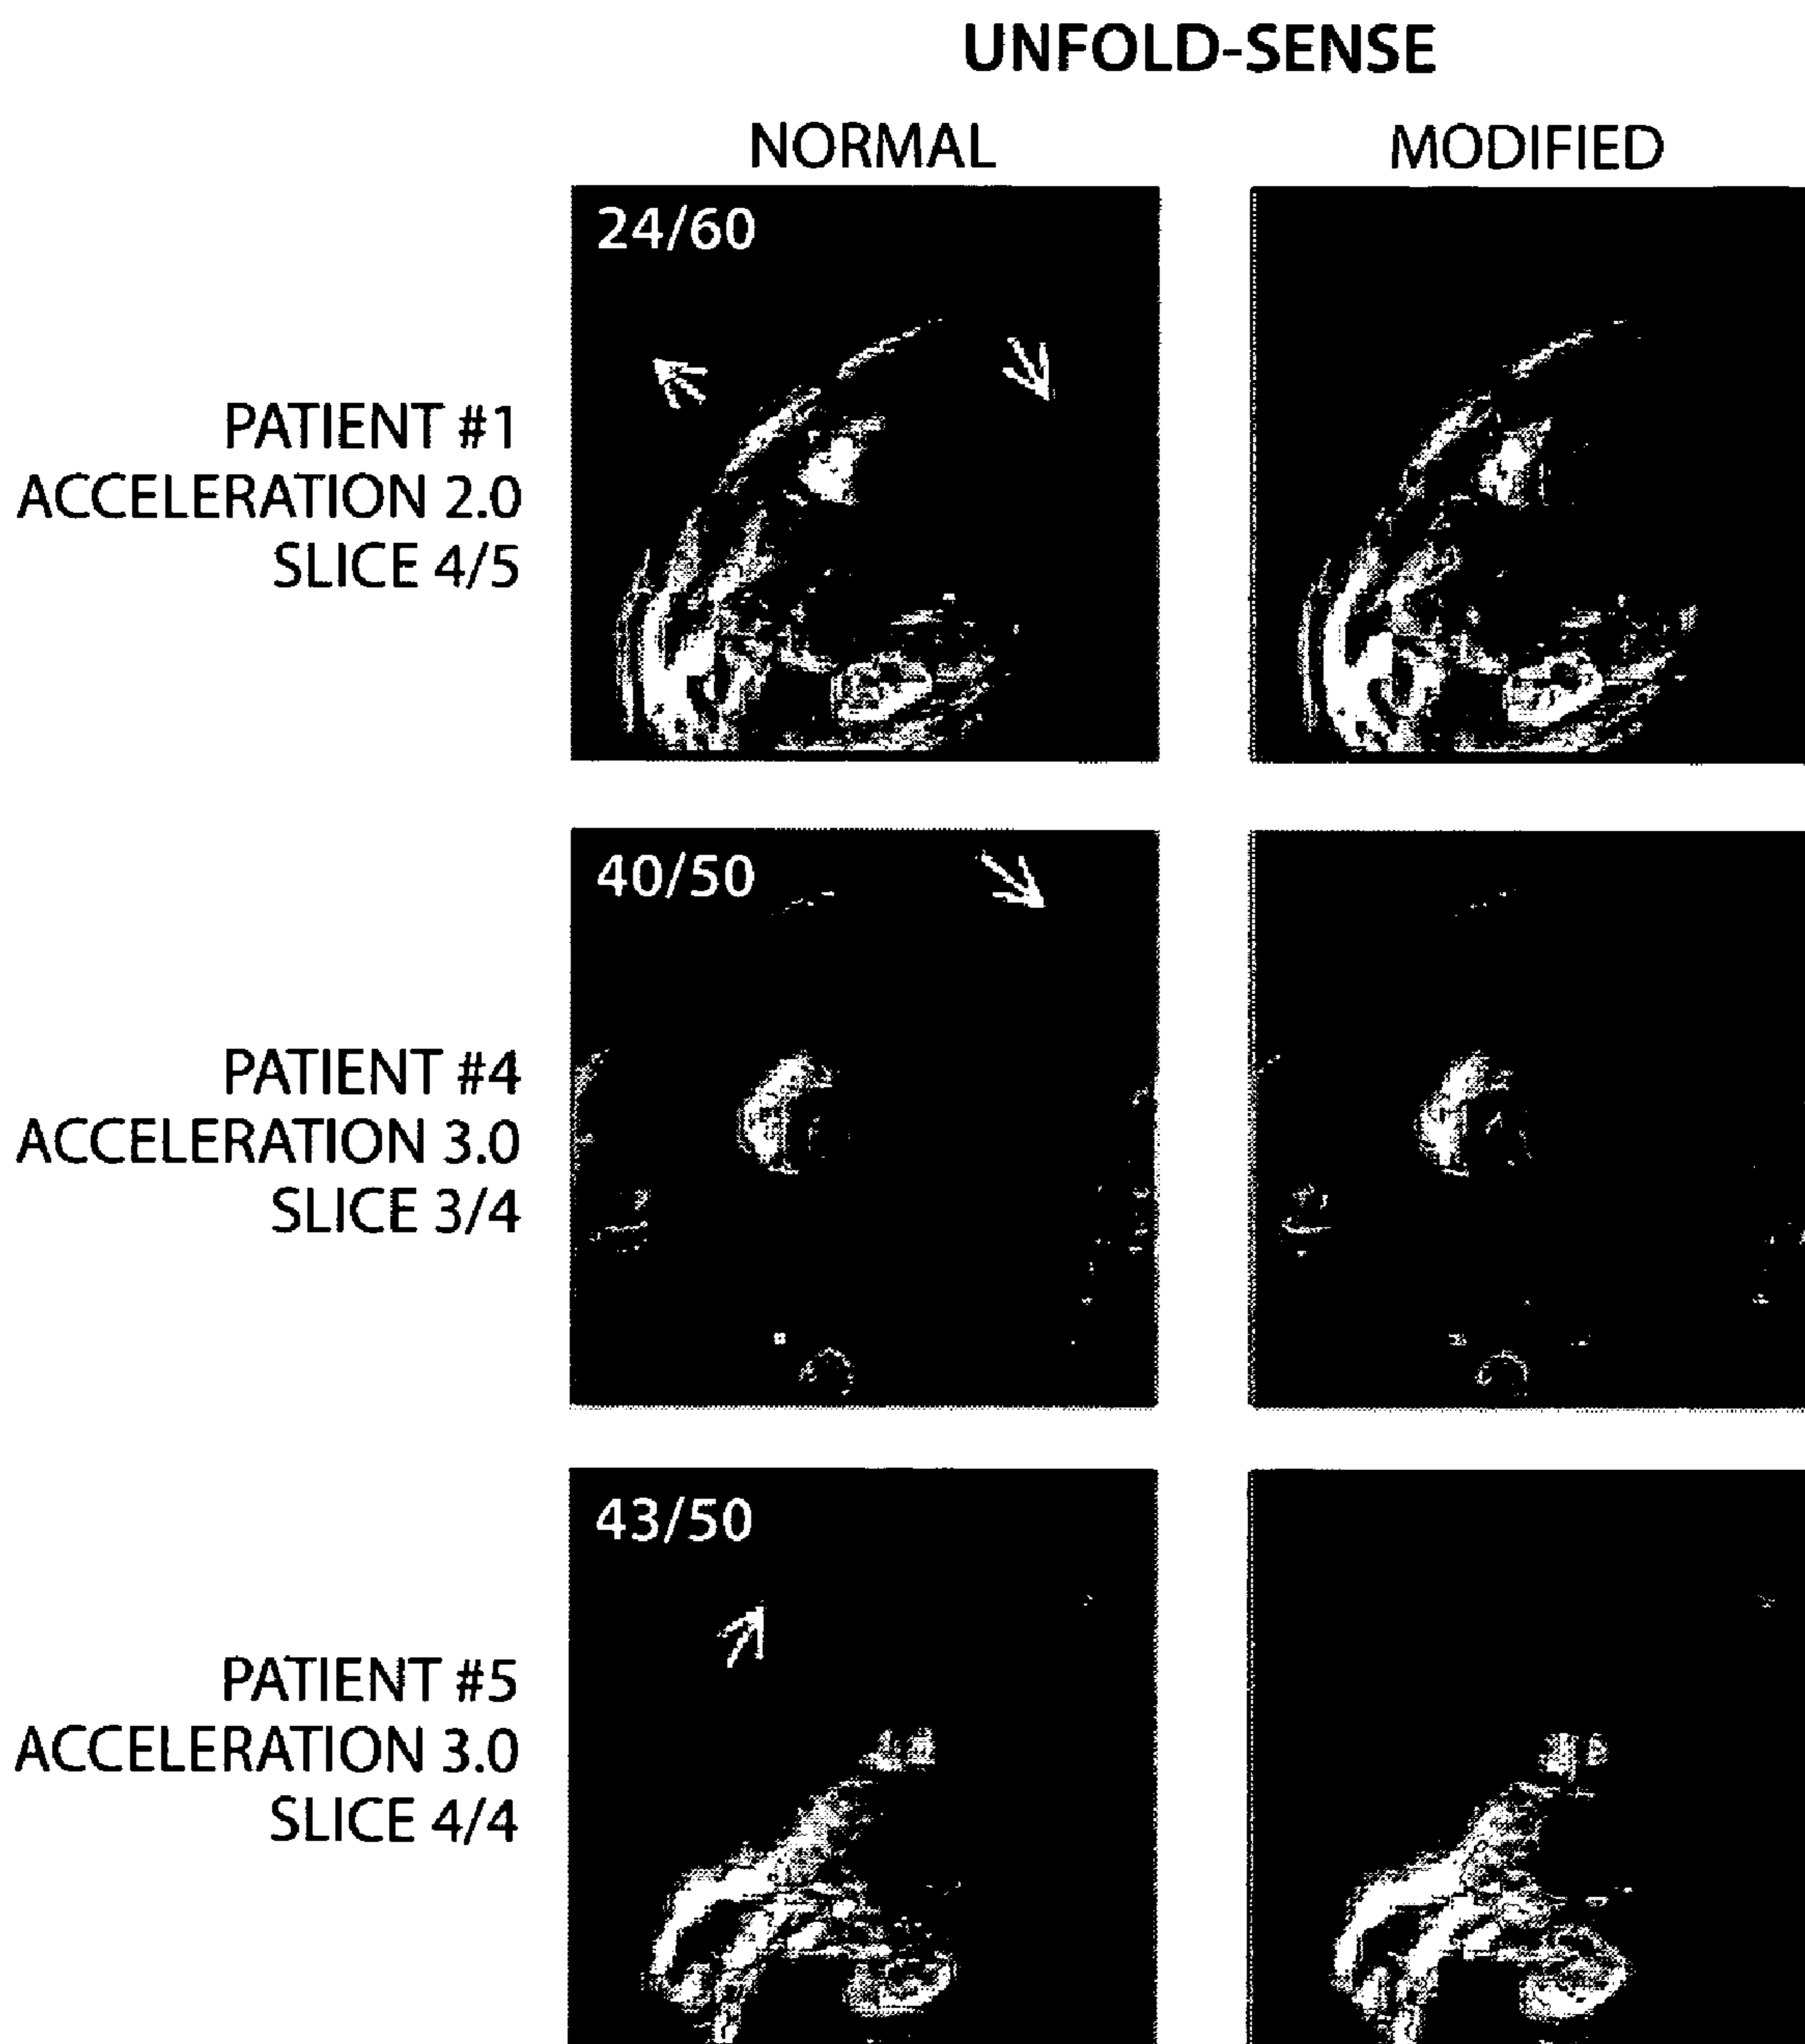 UNFOLD-SENSE
NORMAL
MODIFIED
24/60
PATIENT #1
ACCELERATION 2.0
SLICE 4/5
40/50
PATIENT #4
ACCELERATION 3.0
SLICE 3/4
43/50
PATIENT #5
ACCELERATION 3.0
SLICE 4/4